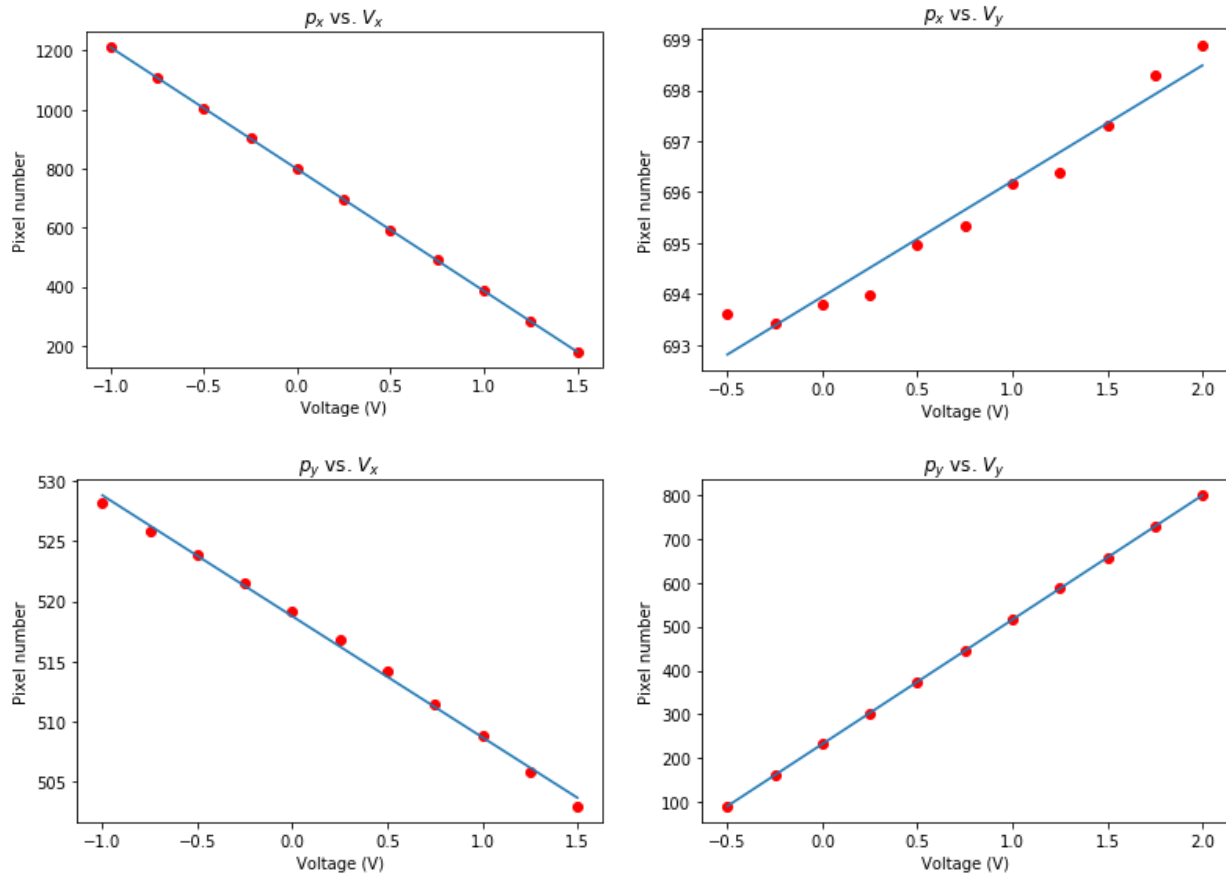 p_x vs. V_x
Pixel number
1200
1000
800
600
400
200
−1.0 −0.5 0.0 0.5 1.0 1.5
Voltage (V)
p_x vs. V_y
Pixel number
699
698
697
696
695
694
693
−0.5 0.0 0.5 1.0 1.5 2.0
Voltage (V)
p_y vs. V_x
Pixel number
530
525
520
515
510
505
−1.0 −0.5 0.0 0.5 1.0 1.5
Voltage (V)
p_y vs. V_y
Pixel number
800
700
600
500
400
300
200
100
−0.5 0.0 0.5 1.0 1.5 2.0
Voltage (V)